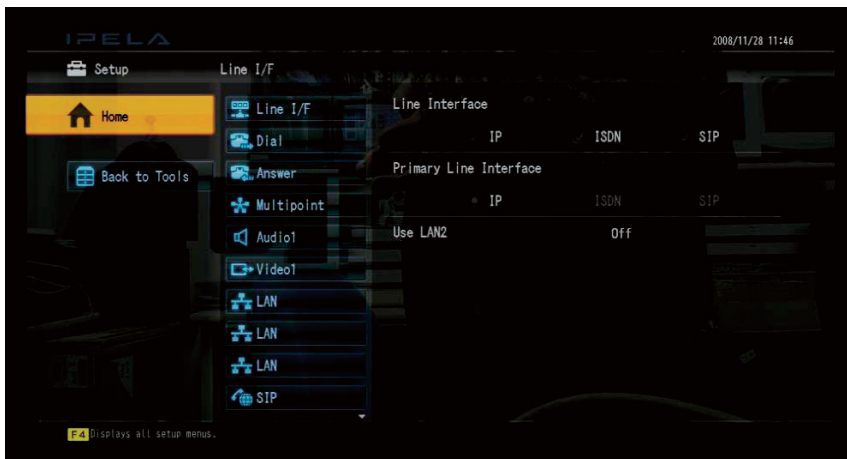 IPELA
2008/11/28 11:46
Setup
Line I/F
Home
Back to Tools
Line I/F
Dial
Answer
Multipoint
Audio1
Video1
LAN
LAN
LAN
SIP
Line Interface
IP ISDN SIP
Primary Line Interface
IP ISDN SIP
Use LAN2 Off
F4 Displays all setup menus.